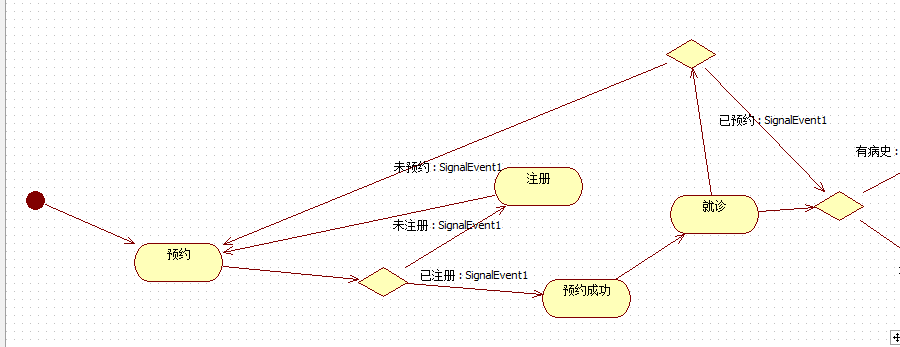 已预约 : SignalEvent1
有病史 :
未预约 : SignalEvent1
注册
就诊
未注册 : SignalEvent1
预约
已注册 : SignalEvent1
预约成功